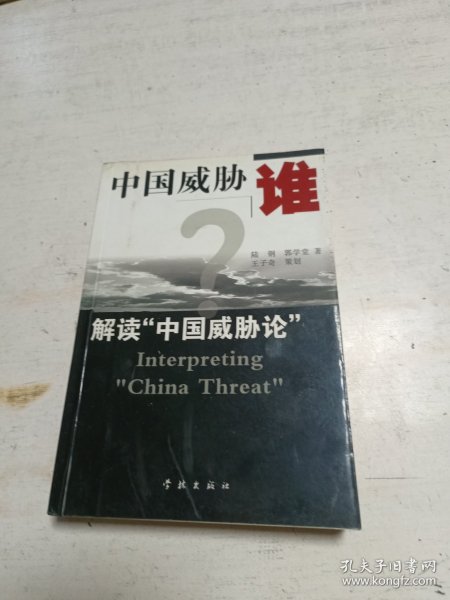 中国威胁谁
?
陆钢 郭学堂 著
王子奇 策划
解读“中国威胁论”
Interpreting
"China Threat"
学林出版社
孔夫子旧书网
www.kongfz.com